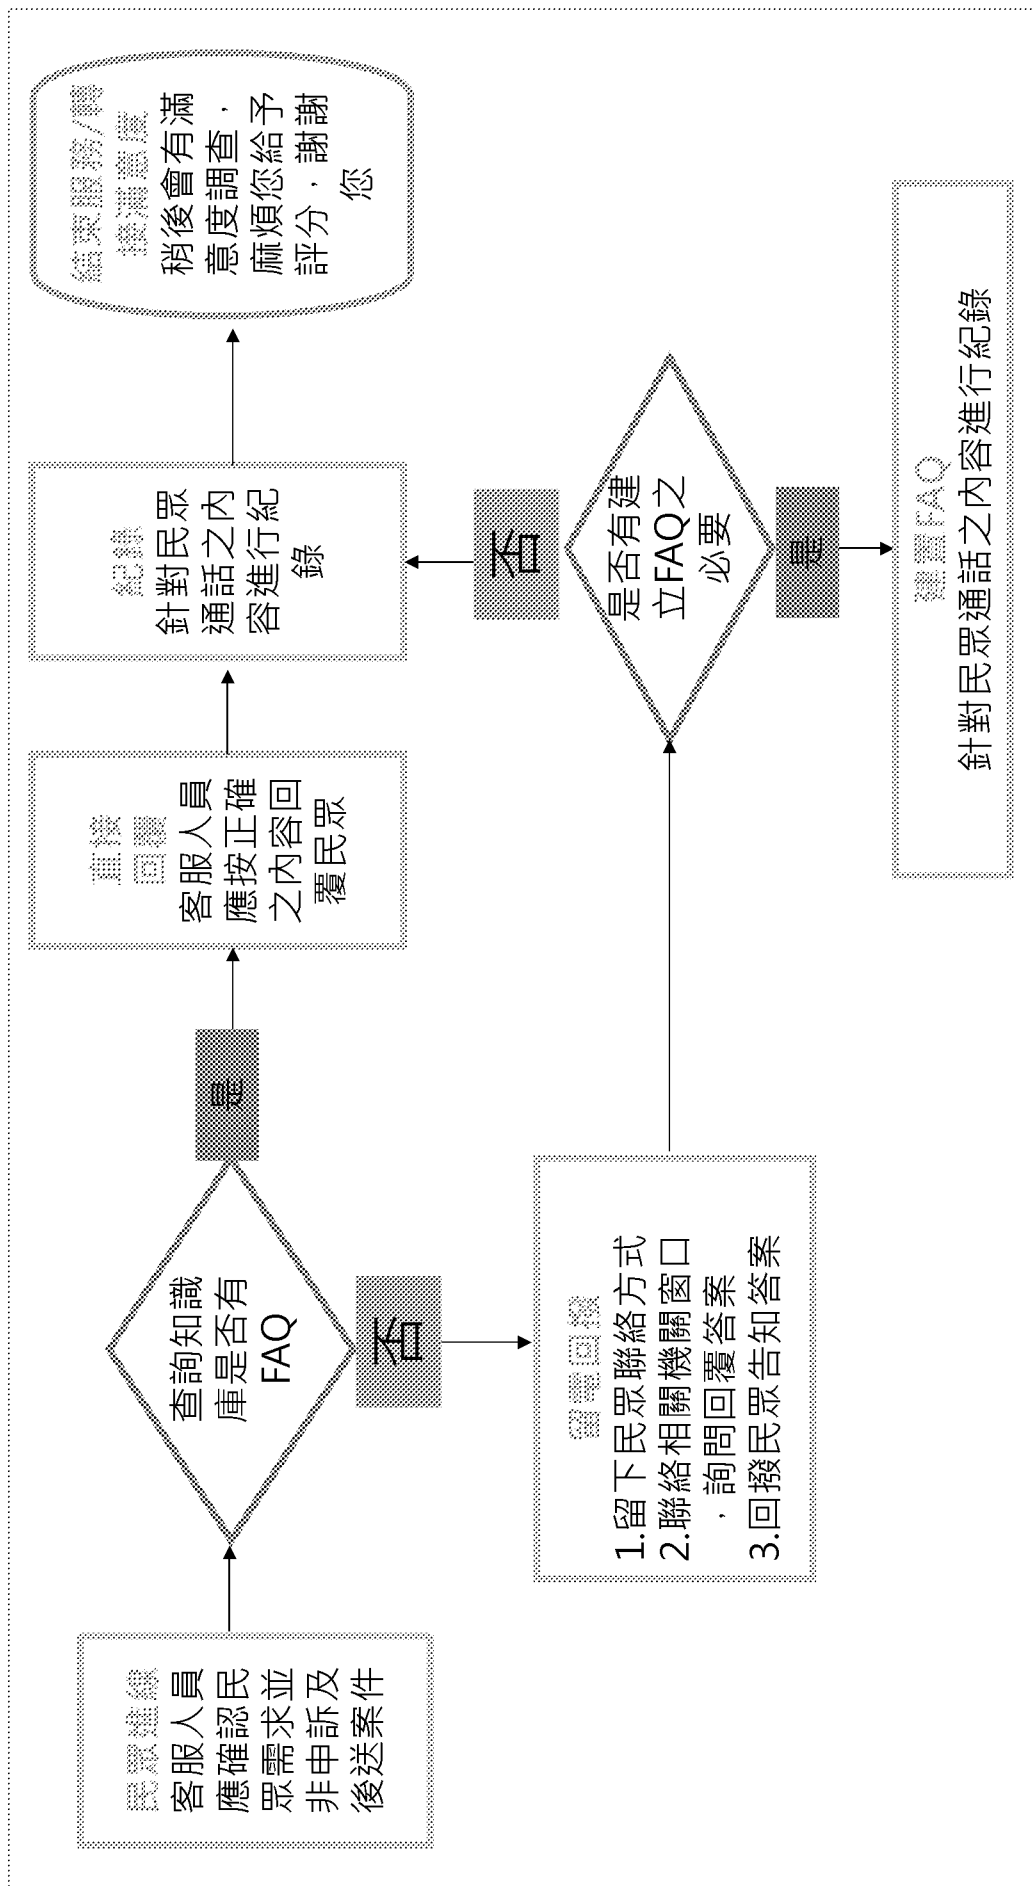 民眾進線
客服人員
應確認民
眾需求並
非申訴及
後送案件
查詢知識
庫是否有
FAQ
是
否
直接
回覆
客服人員
應按正確
之內容回
覆民眾
紀錄
針對民眾
通話之內
容進行紀
錄
結束服務/轉
接滿意度
稍後會有滿
意度調查，
麻煩您給予
評分，謝謝
您
留電回撥
1.留下民眾聯絡方式
2.聯絡相關機關窗口
，詢問回覆答案
3.回撥民眾告知答案
是否有建
立FAQ之
必要
否
是
建置FAQ
針對民眾通話之內容進行紀錄